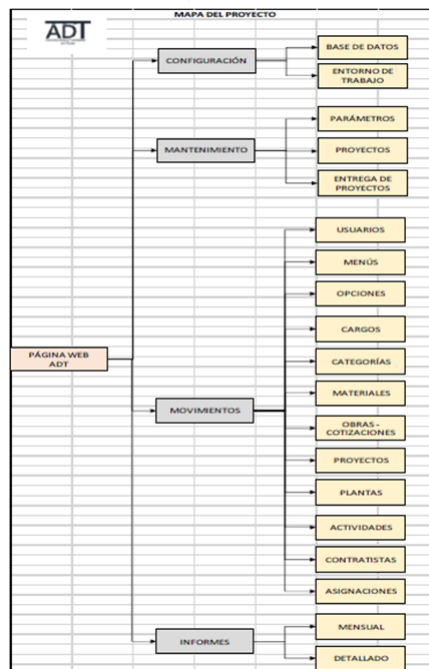 MAPA DEL PROYECTO
ADT
CONFIGURACIÓN
BASE DE DATOS
ENTORNO DE
TRABAJO
MANTENIMIENTO
PARÁMETROS
PROYECTOS
ENTREGA DE
PROYECTOS
PÁGINA WEB
ADT
MOVIMIENTOS
USUARIOS
MENÚS
OPCIONES
CARGOS
CATEGORÍAS
MATERIALES
OBRAS -
COTIZACIONES
PROYECTOS
PLANTAS
ACTIVIDADES
CONTRATISTAS
ASIGNACIONES
INFORMES
MENSUAL
DETALLADO